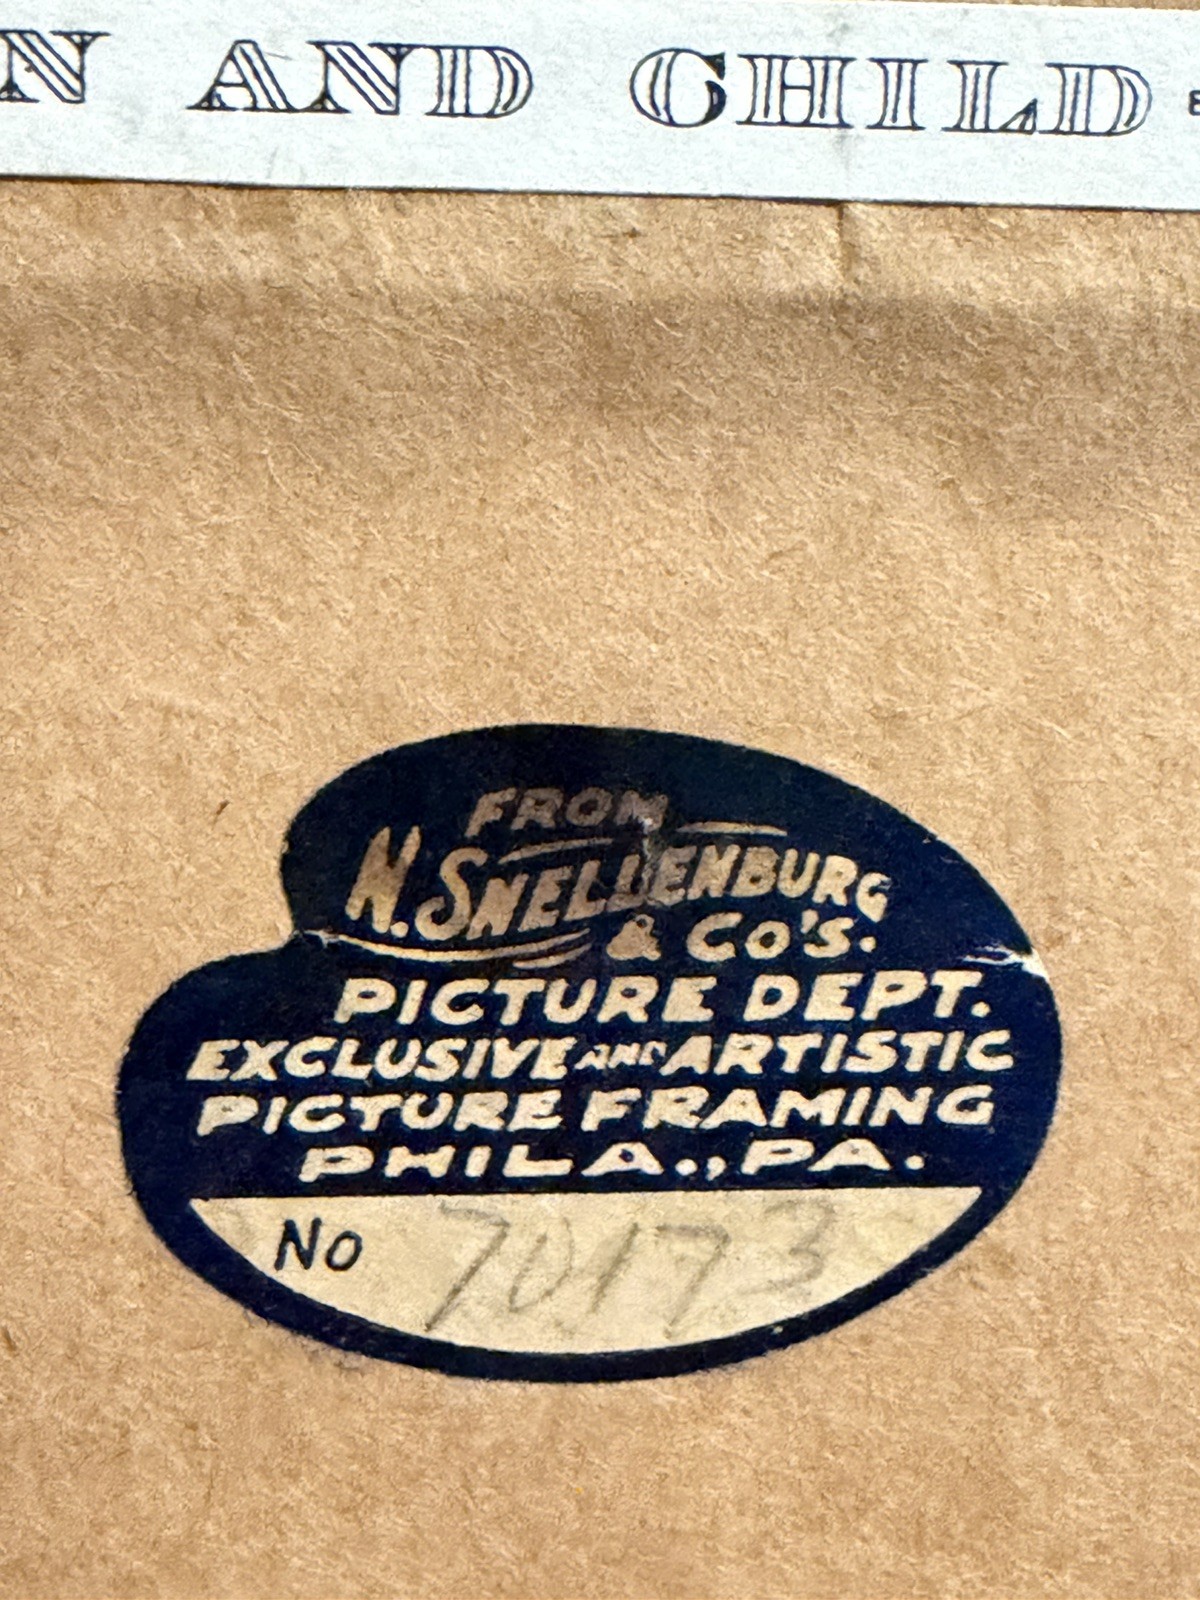 N AND CHILD
FROM
N. SNELLENBURG
& CO'S.
PICTURE DEPT.
EXCLUSIVE AND ARTISTIC
PICTURE FRAMING
PHILA., PA.
No 70173